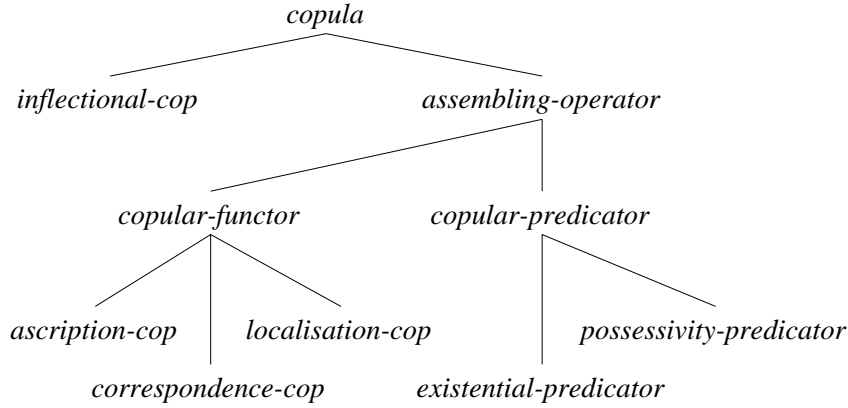 copula
inflectional-cop assembling-operator
copular-functor copular-predicator
ascription-cop localisation-cop possessivity-predicator
correspondence-cop existential-predicator